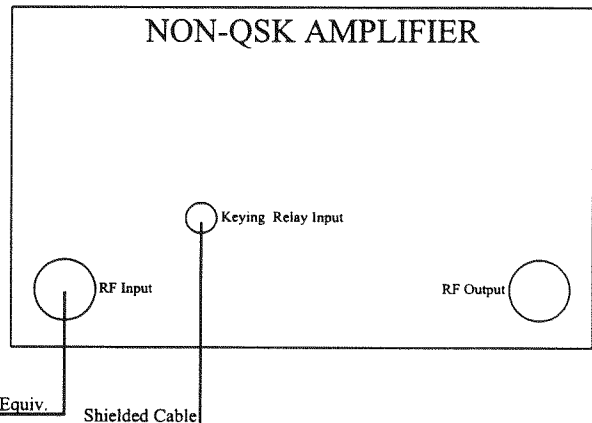 NON-QSK AMPLIFIER
Keying Relay Input
RF Input
RF Output
Equiv.
Shielded Cable